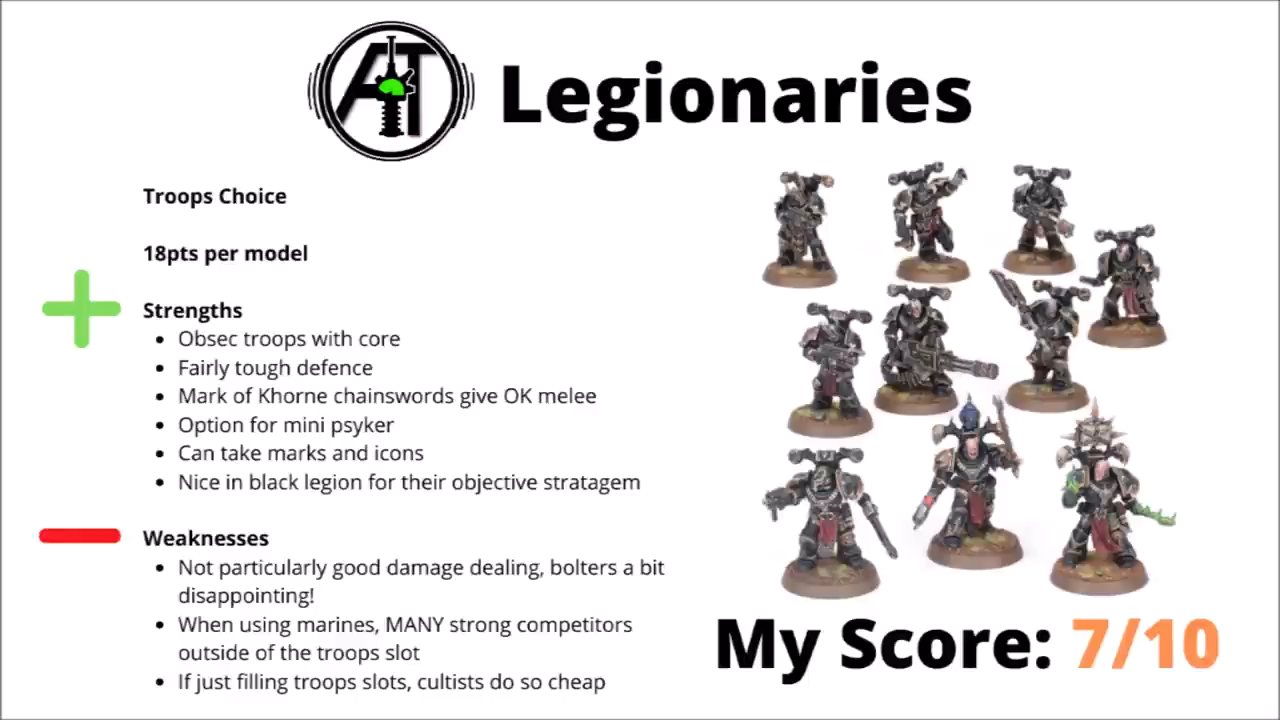 AT
Legionaries
Troops Choice
18pts per model
Strengths
• Obsec troops with core
• Fairly tough defence
• Mark of Khorne chainswords give OK melee
• Option for mini psyker
• Can take marks and icons
• Nice in black legion for their objective stratagem
Weaknesses
• Not particularly good damage dealing, bolters a bit
disappointing!
• When using marines, MANY strong competitors
outside of the troops slot
• If just filling troops slots, cultists do so cheap
My Score: 7/10